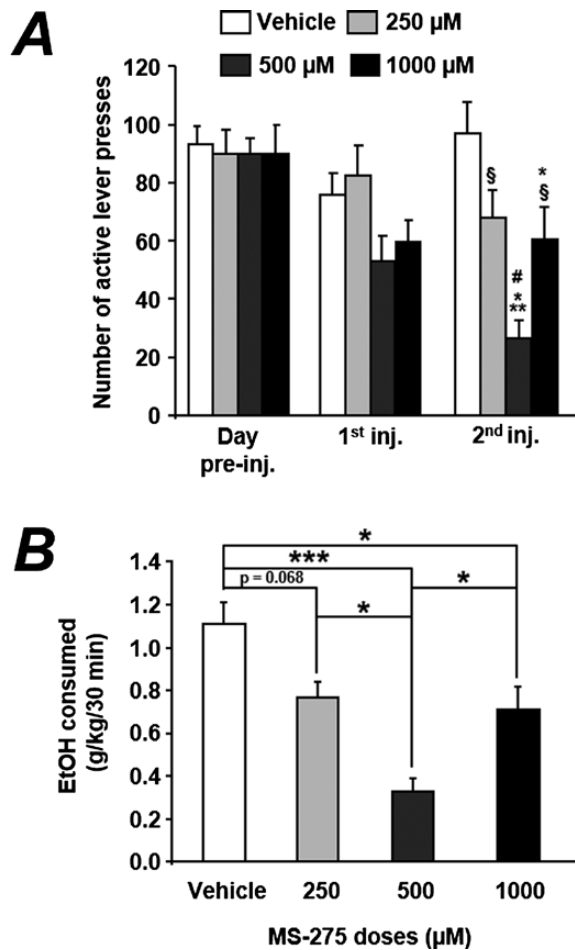 A
Vehicle 250 µM
500 µM 1000 µM
Number of active lever presses
120
100
80
60
40
20
0
§
*
§
#
*
**
Day
pre-inj.
1st inj.
2nd inj.
B
EtOH consumed
(g/kg/30 min)
1.4
1.2
1.0
0.8
0.6
0.4
0.2
0.0
*
***
p = 0.068
*
*
Vehicle 250 500 1000
MS-275 doses (µM)